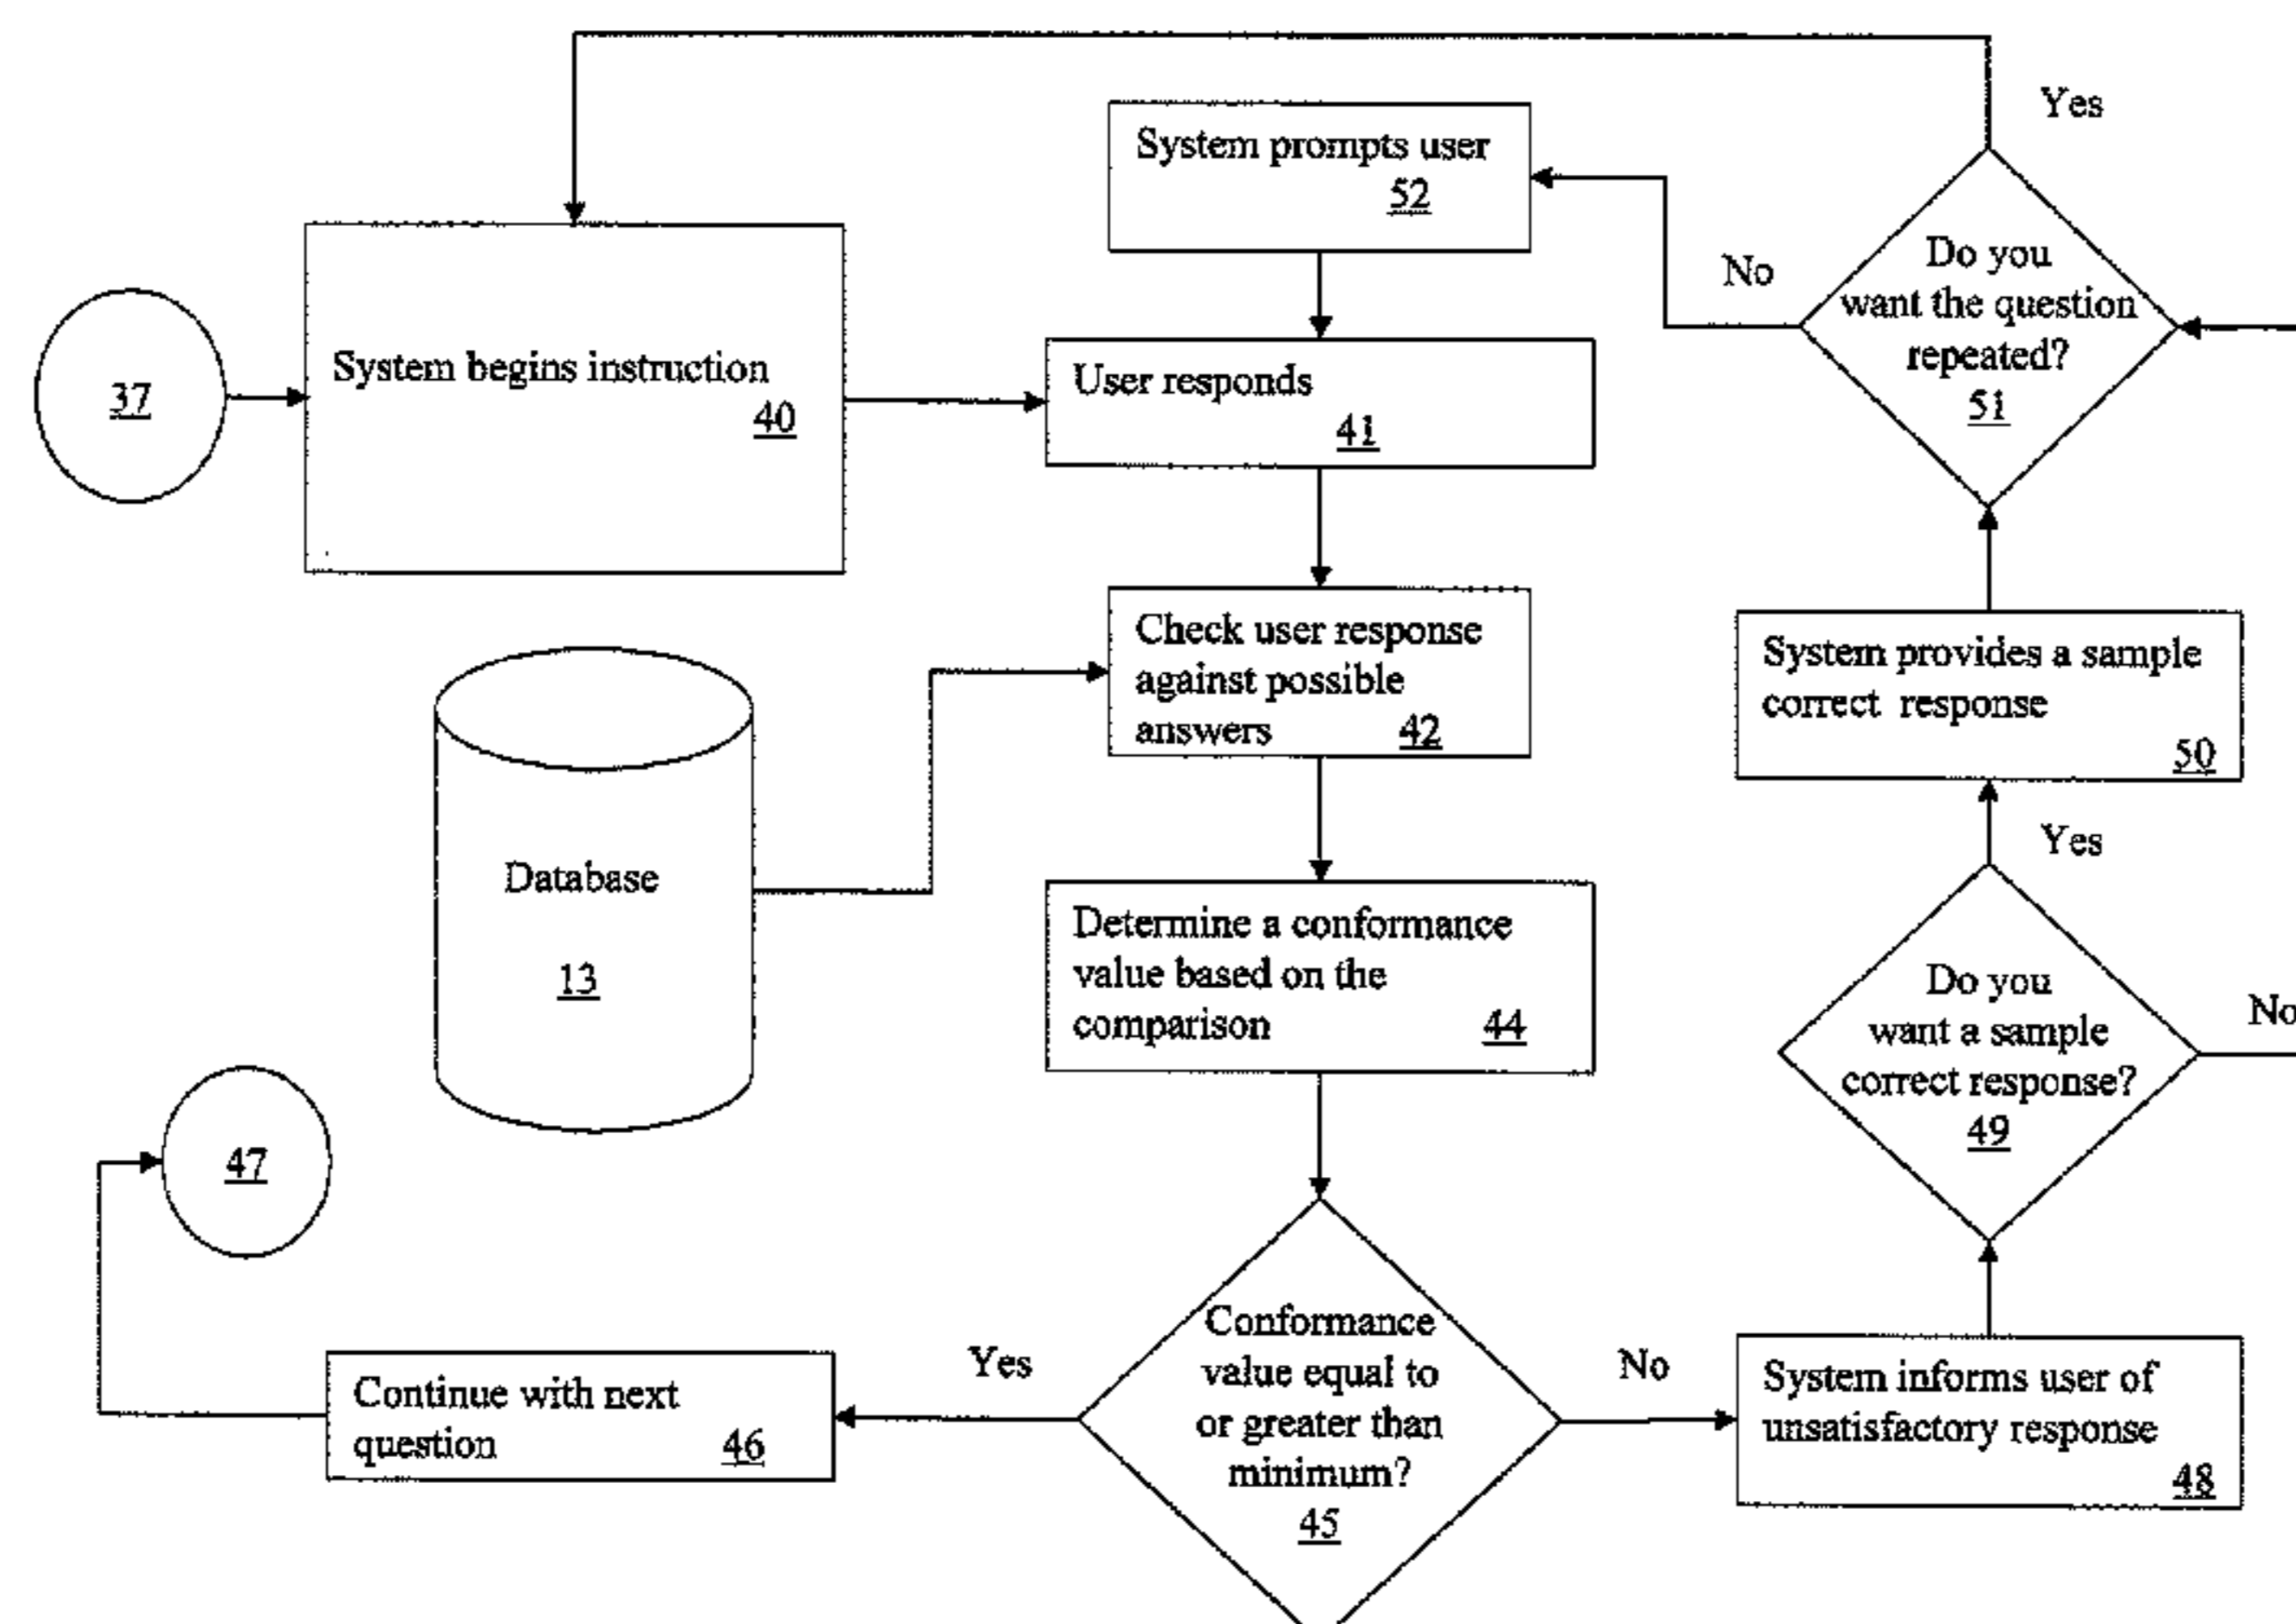 Yes
System prompts user
52
No
Do you
want the question
repeated?
51
37
System begins instruction
40
User responds
41
Check user response
against possible
answers 42
System provides a sample
correct response
50
Yes
Database
13
Determine a conformance
value based on the
comparison 44
Do you
want a sample
correct response?
49
No
47
Conformance
value equal to
or greater than
minimum?
45
Yes
No
Continue with next
question 46
System informs user of
unsatisfactory response
48